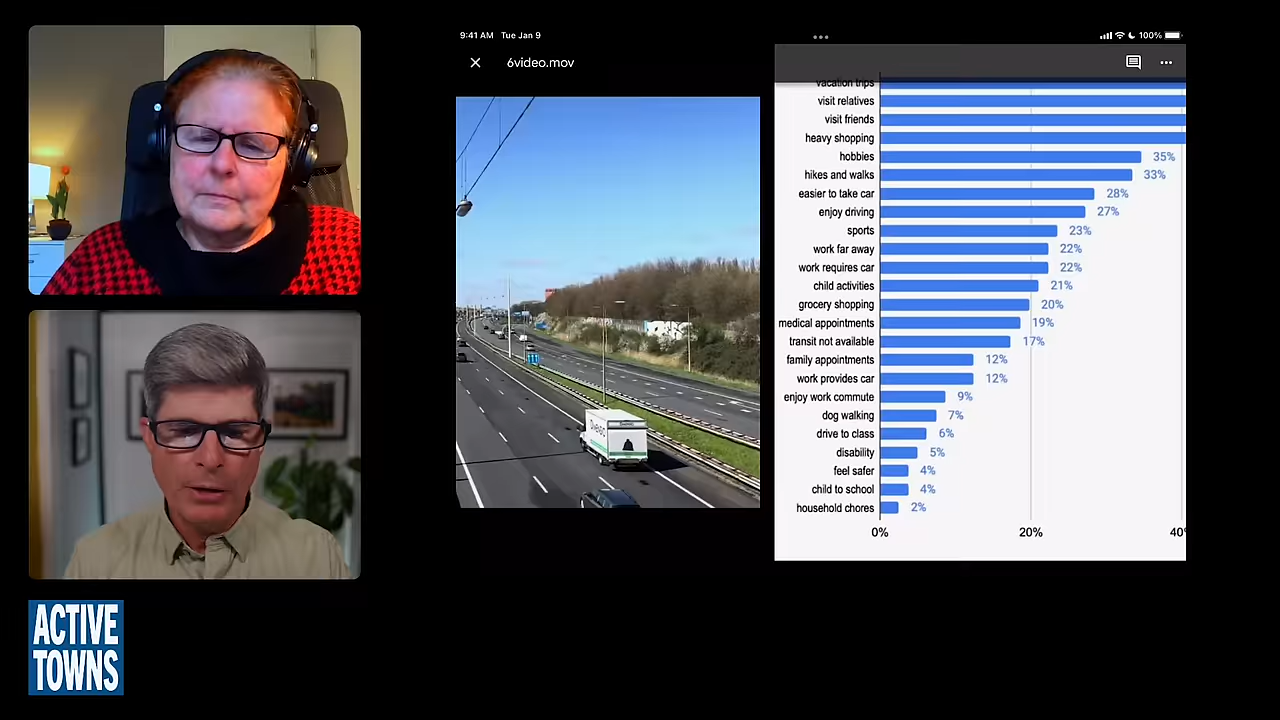 9:41 AM Tue Jan 9
100%
6video.mov
vacation trips
visit relatives
visit friends
heavy shopping
hobbies 35%
hikes and walks 33%
easier to take car 28%
enjoy driving 27%
sports 23%
work far away 22%
work requires car 22%
child activities 21%
grocery shopping 20%
medical appointments 19%
transit not available 17%
family appointments 12%
work provides car 12%
enjoy work commute 9%
dog walking 7%
drive to class 6%
disability 5%
feel safer 4%
child to school 4%
household chores 2%
0% 20% 40
ACTIVE
TOWNS